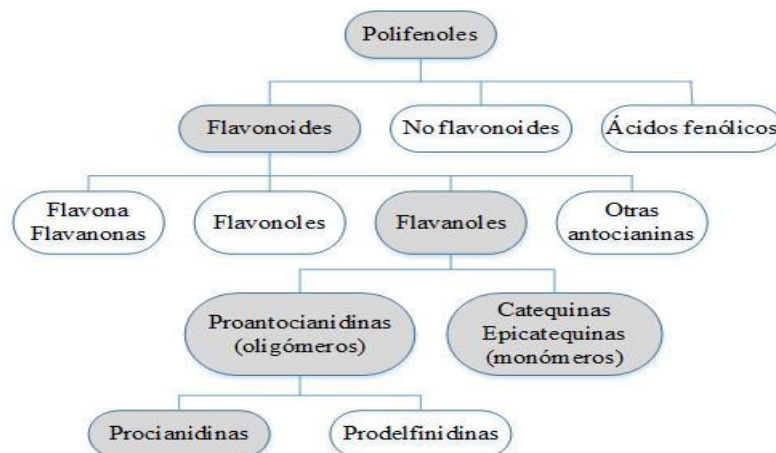 Polifenoles
Flavonoides
No flavonoides
Ácidos fenólicos
Flavona
Flavanonas
Flavonoles
Flavanoles
Otras
antocianinas
Proantocianidinas
(oligómeros)
Catequinas
Epicatequinas
(monómeros)
Procianidinas
Prodelfinidinas